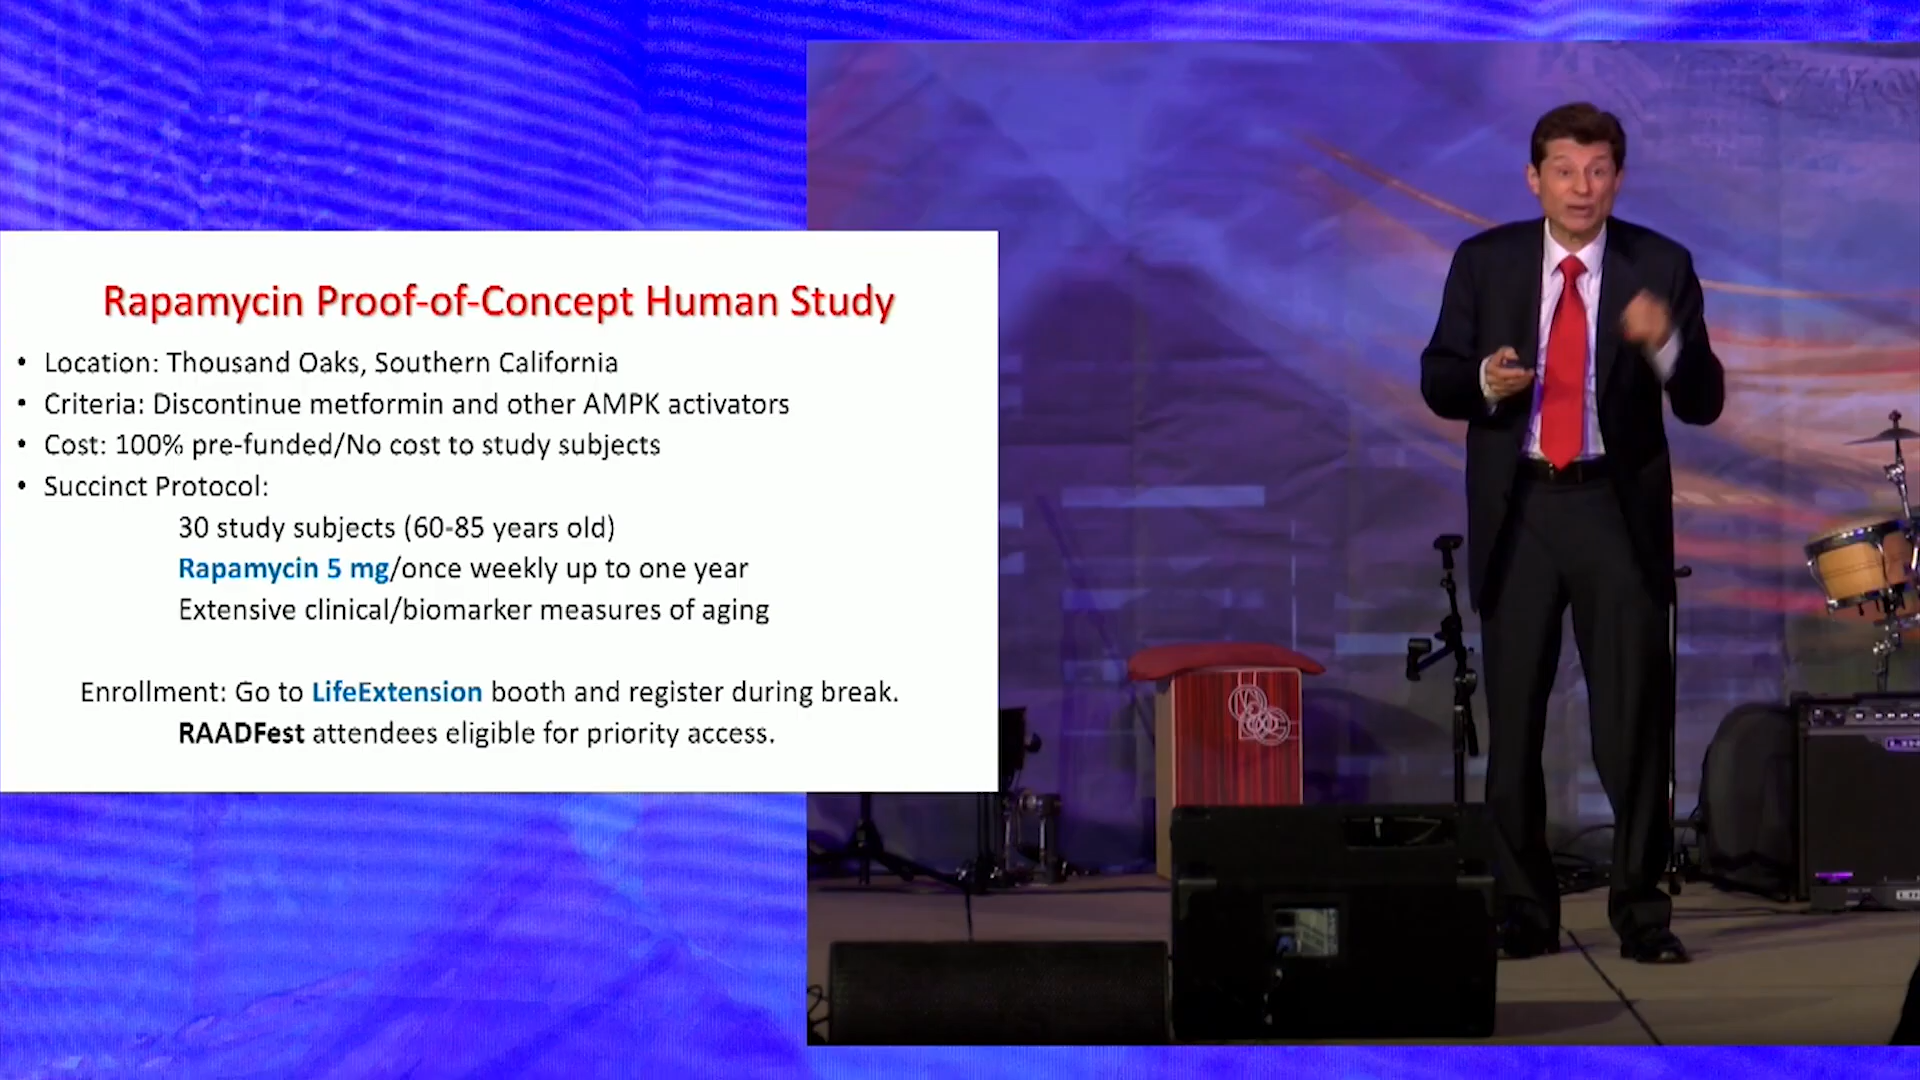 Rapamycin Proof-of-Concept Human Study
• Location: Thousand Oaks, Southern California
• Criteria: Discontinue metformin and other AMPK activators
• Cost: 100% pre-funded/No cost to study subjects
• Succinct Protocol:
30 study subjects (60-85 years old)
Rapamycin 5 mg/once weekly up to one year
Extensive clinical/biomarker measures of aging
Enrollment: Go to LifeExtension booth and register during break.
RAADFest attendees eligible for priority access.